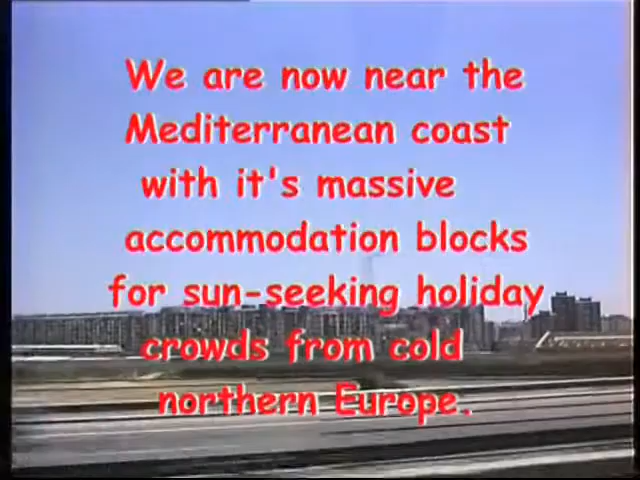 We are now near the
Mediterranean coast
with it's massive
accommodation blocks
for sun-seeking holiday
crowds from cold
northern Europe.